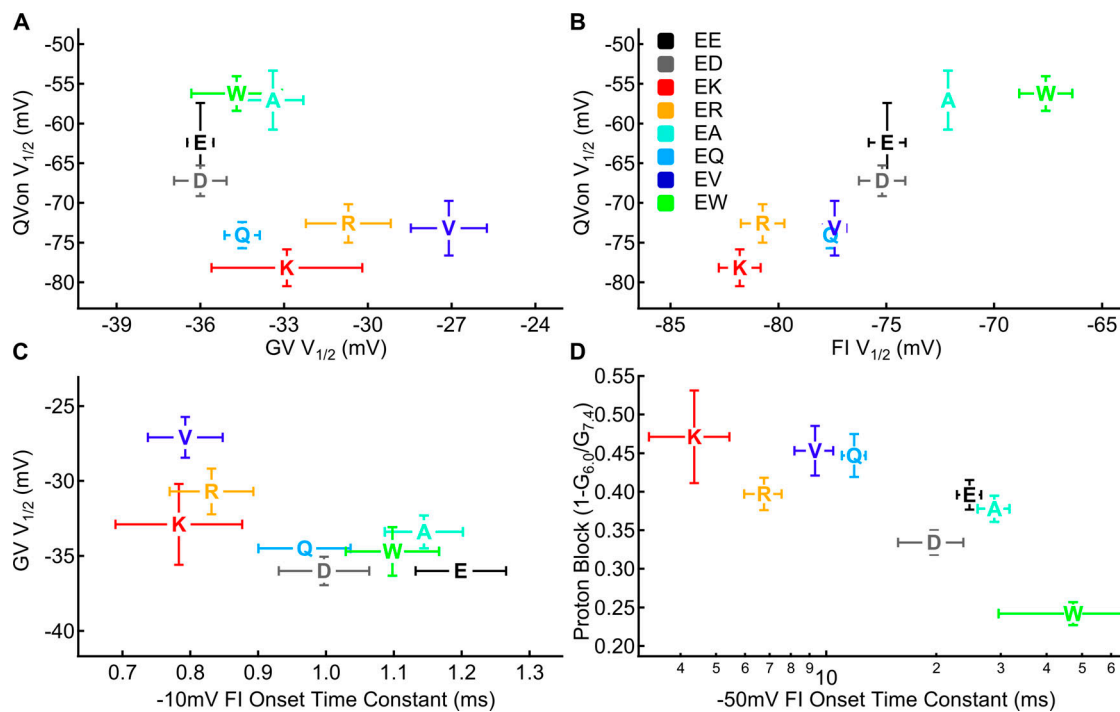 A
QVon V1/2 (mV)
-50
-55
-60
-65
-70
-75
-80
W
A
E
D
Q
R
V
K
-39
-36
-33
-30
-27
-24
GV V1/2 (mV)
B
QVon V1/2 (mV)
-50
-55
-60
-65
-70
-75
-80
EE
ED
EK
ER
EA
EQ
EV
EW
W
A
E
D
R
V
Q
K
-85
-80
-75
-70
-65
FI V1/2 (mV)
C
GV V1/2 (mV)
-25
-30
-35
-40
V
R
K
A
Q
W
D
E
0.7
0.8
0.9
1.0
1.1
1.2
1.3
-10mV FI Onset Time Constant (ms)
D
Proton Block (1-G6.0/G7.4)
0.55
0.50
0.45
0.40
0.35
0.30
0.25
0.20
K
V
Q
R
E
A
D
W
4
5
6
7
8
9
10
2
3
4
5
6
-50mV FI Onset Time Constant (ms)